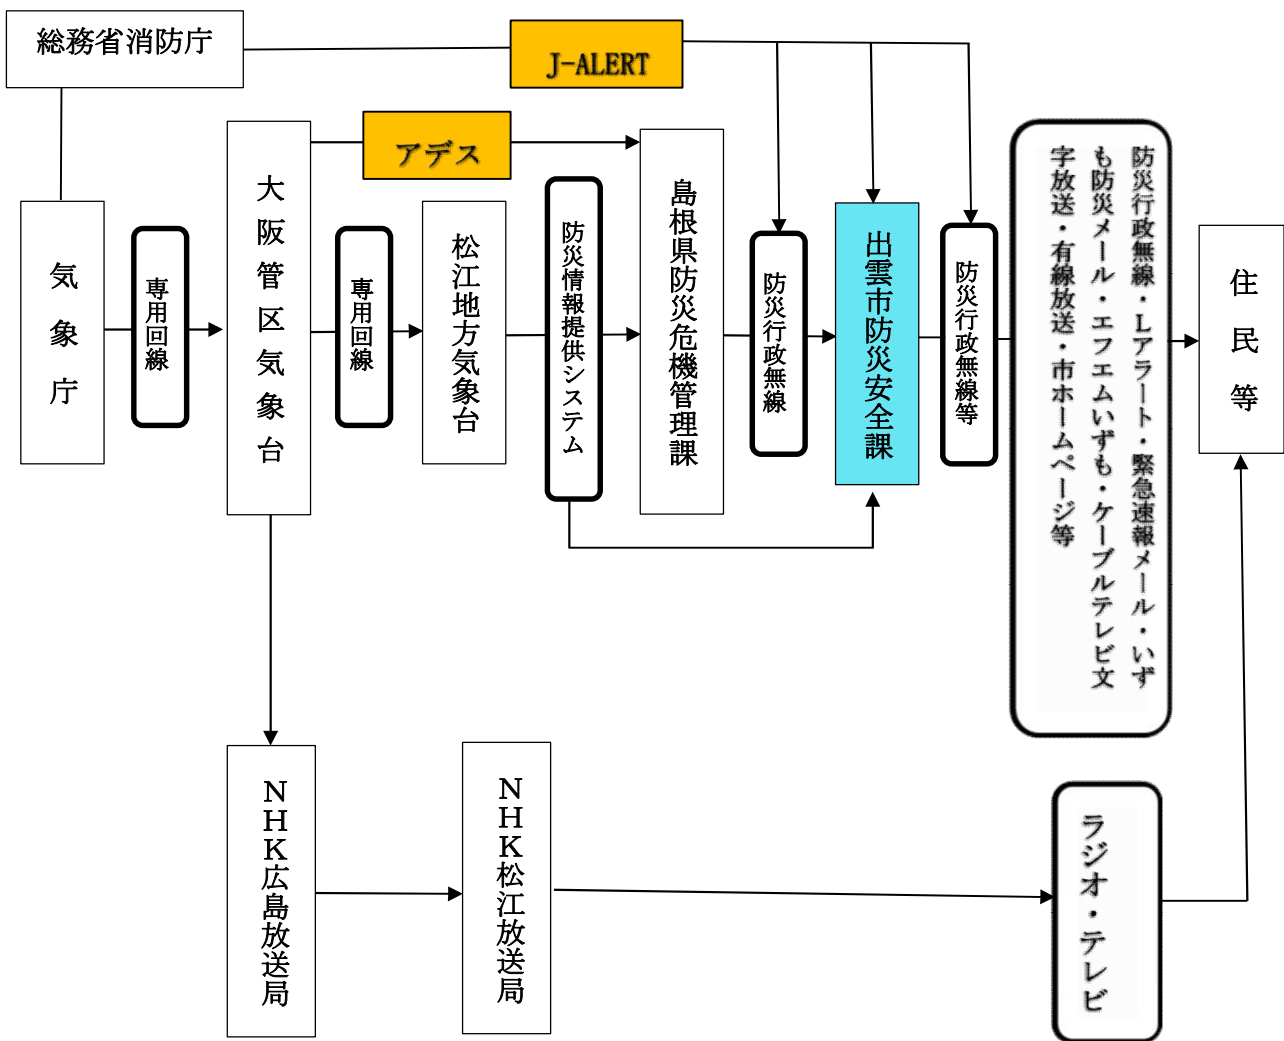 総務省消防庁
J-ALERT
アデス
気象庁
専用回線
大阪管区気象台
専用回線
松江地方気象台
防災情報提供システム
島根県防災危機管理課
防災行政無線
出雲市防災安全課
防災行政無線等
防災行政無線・Lアラート・緊急速報メール・いず
も防災メール・エフエムいずも・ケーブルテレビ文
字放送・有線放送・市ホームページ等
住民等
NHK広島放送局
NHK松江放送局
ラジオ・テレビ